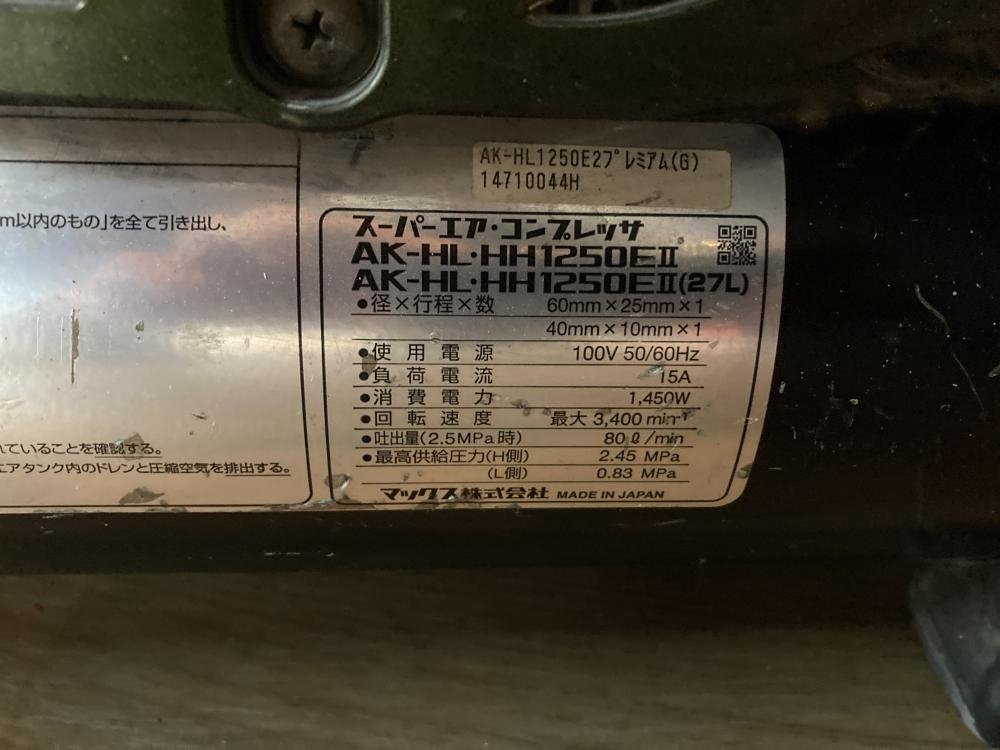 m以内のもの」を全て引き出し、
れていることを確認する。
エアタンク内のドレンと圧縮空気を排出する。
AK-HL1250E27プレミアム(G)
14710044H
スーパーエア・コンプレッサ
AK-HL・HH1250EⅡ
AK-HL・HH1250EⅡ(27L)
●径×行程×数 60mm×25mm×1
40mm×10mm×1
●使用電源 100V 50/60Hz
●負荷電流 15A
●消費電力 1,450W
●回転速度 最大 3,400 min⁻¹
●吐出量(2.5MPa時) 80ℓ/min
●最高供給圧力(H側) 2.45 MPa
(L側) 0.83 MPa
マックス株式会社 MADE IN JAPAN